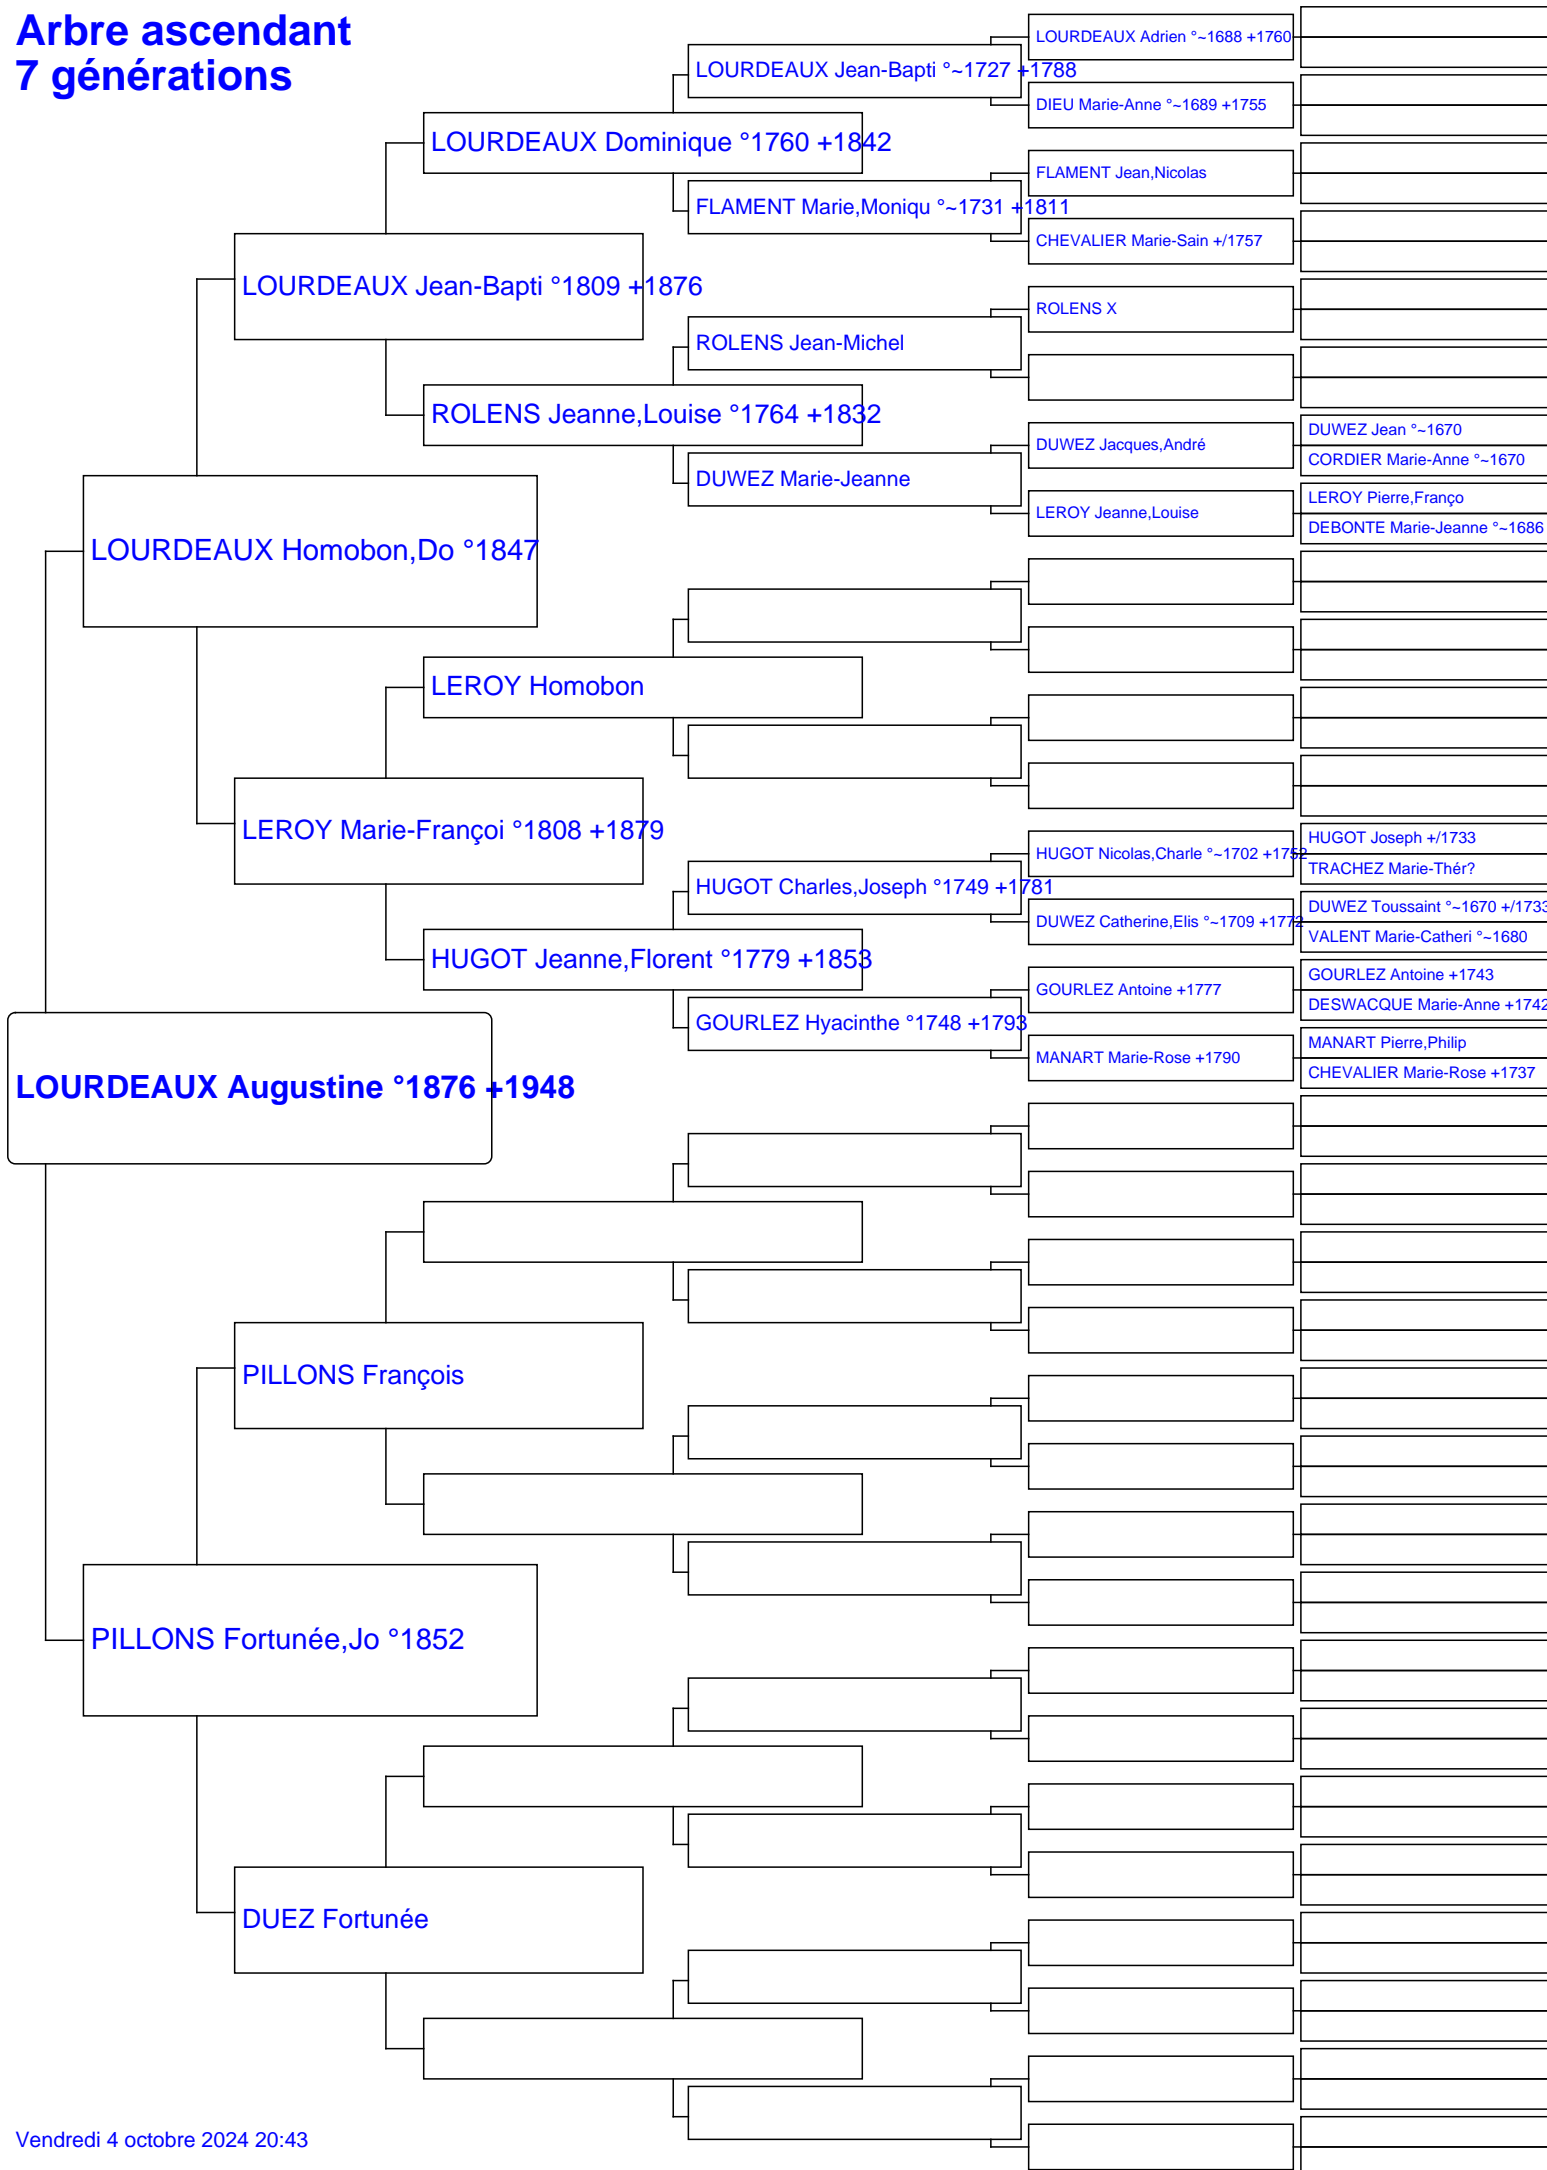 Arbre ascendant
7 générations
LOURDEAUX Adrien °~1688 +1760
LOURDEAUX Jean-Bapti °~1727 +1788
DIEU Marie-Anne °~1689 +1755
LOURDEAUX Dominique °1760 +1842
FLAMENT Jean,Nicolas
FLAMENT Marie,Moniqu °~1731 +1811
CHEVALIER Marie-Sain +/1757
LOURDEAUX Jean-Bapti °1809 +1876
ROLENS X
ROLENS Jean-Michel
ROLENS Jeanne,Louise °1764 +1832
DUWEZ Jean °~1670
DUWEZ Jacques,André
CORDIER Marie-Anne °~1670
DUWEZ Marie-Jeanne
LEROY Pierre,Franço
LEROY Jeanne,Louise
DEBONTE Marie-Jeanne °~1686
LOURDEAUX Homobon,Do °1847
LEROY Homobon
LEROY Marie-Françoi °1808 +1879
HUGOT Joseph +/1733
HUGOT Nicolas,Charle °~1702 +1752
TRACHEZ Marie-Thér?
HUGOT Charles,Joseph °1749 +1781
DUWEZ Toussaint °~1670 +/1733
DUWEZ Catherine,Elis °~1709 +1772
VALENT Marie-Catheri °~1680
HUGOT Jeanne,Florent °1779 +1853
GOURLEZ Antoine +1743
GOURLEZ Antoine +1777
DESWACQUE Marie-Anne +1742
GOURLEZ Hyacinthe °1748 +1793
MANART Pierre,Philip
MANART Marie-Rose +1790
CHEVALIER Marie-Rose +1737
LOURDEAUX Augustine °1876 +1948
PILLONS François
PILLONS Fortunée,Jo °1852
DUEZ Fortunée
Vendredi 4 octobre 2024 20:43